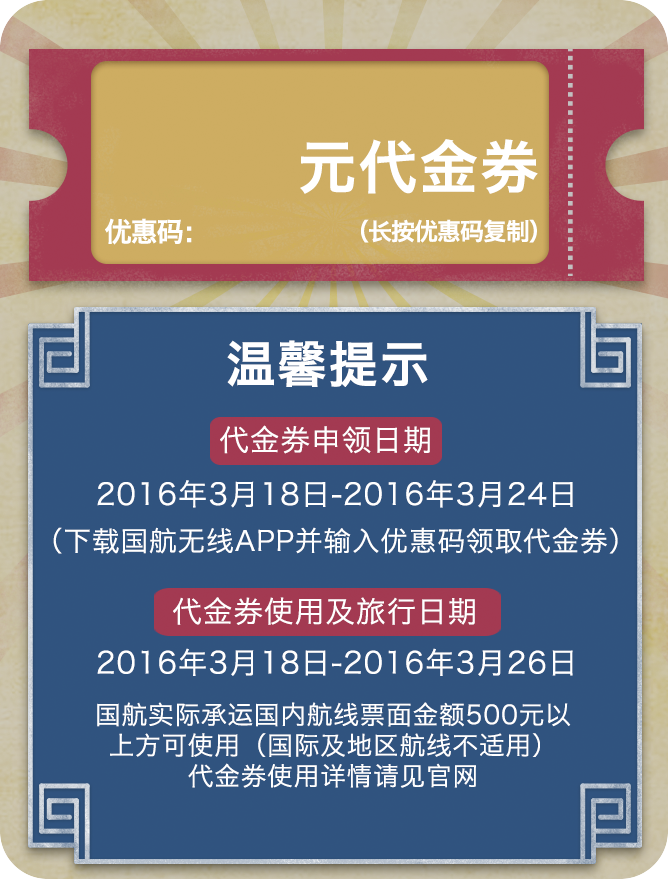 元代金券
优惠码：
（长按优惠码复制）
温馨提示
代金券申领日期
2016年3月18日-2016年3月24日
（下载国航无线APP并输入优惠码领取代金券）
代金券使用及旅行日期
2016年3月18日-2016年3月26日
国航实际承运国内航线票面金额500元以
上方可使用（国际及地区航线不适用）
代金券使用详情请见官网